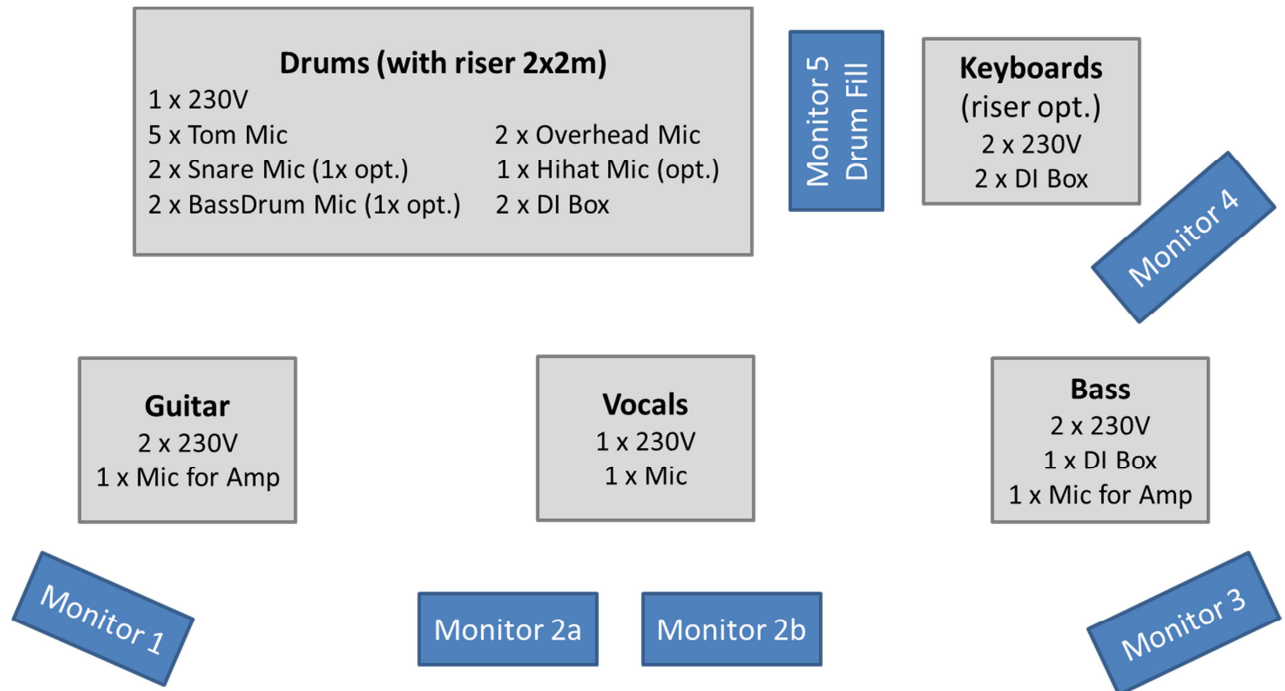 Drums (with riser 2x2m)
1 x 230V
5 x Tom Mic
2 x Overhead Mic
2 x Snare Mic (1x opt.)
1 x Hihat Mic (opt.)
2 x BassDrum Mic (1x opt.)
2 x DI Box
Monitor 5
Drum Fill
Keyboards
(riser opt.)
2 x 230V
2 x DI Box
Monitor 4
Guitar
2 x 230V
1 x Mic for Amp
Vocals
1 x 230V
1 x Mic
Bass
2 x 230V
1 x DI Box
1 x Mic for Amp
Monitor 1
Monitor 2a
Monitor 2b
Monitor 3